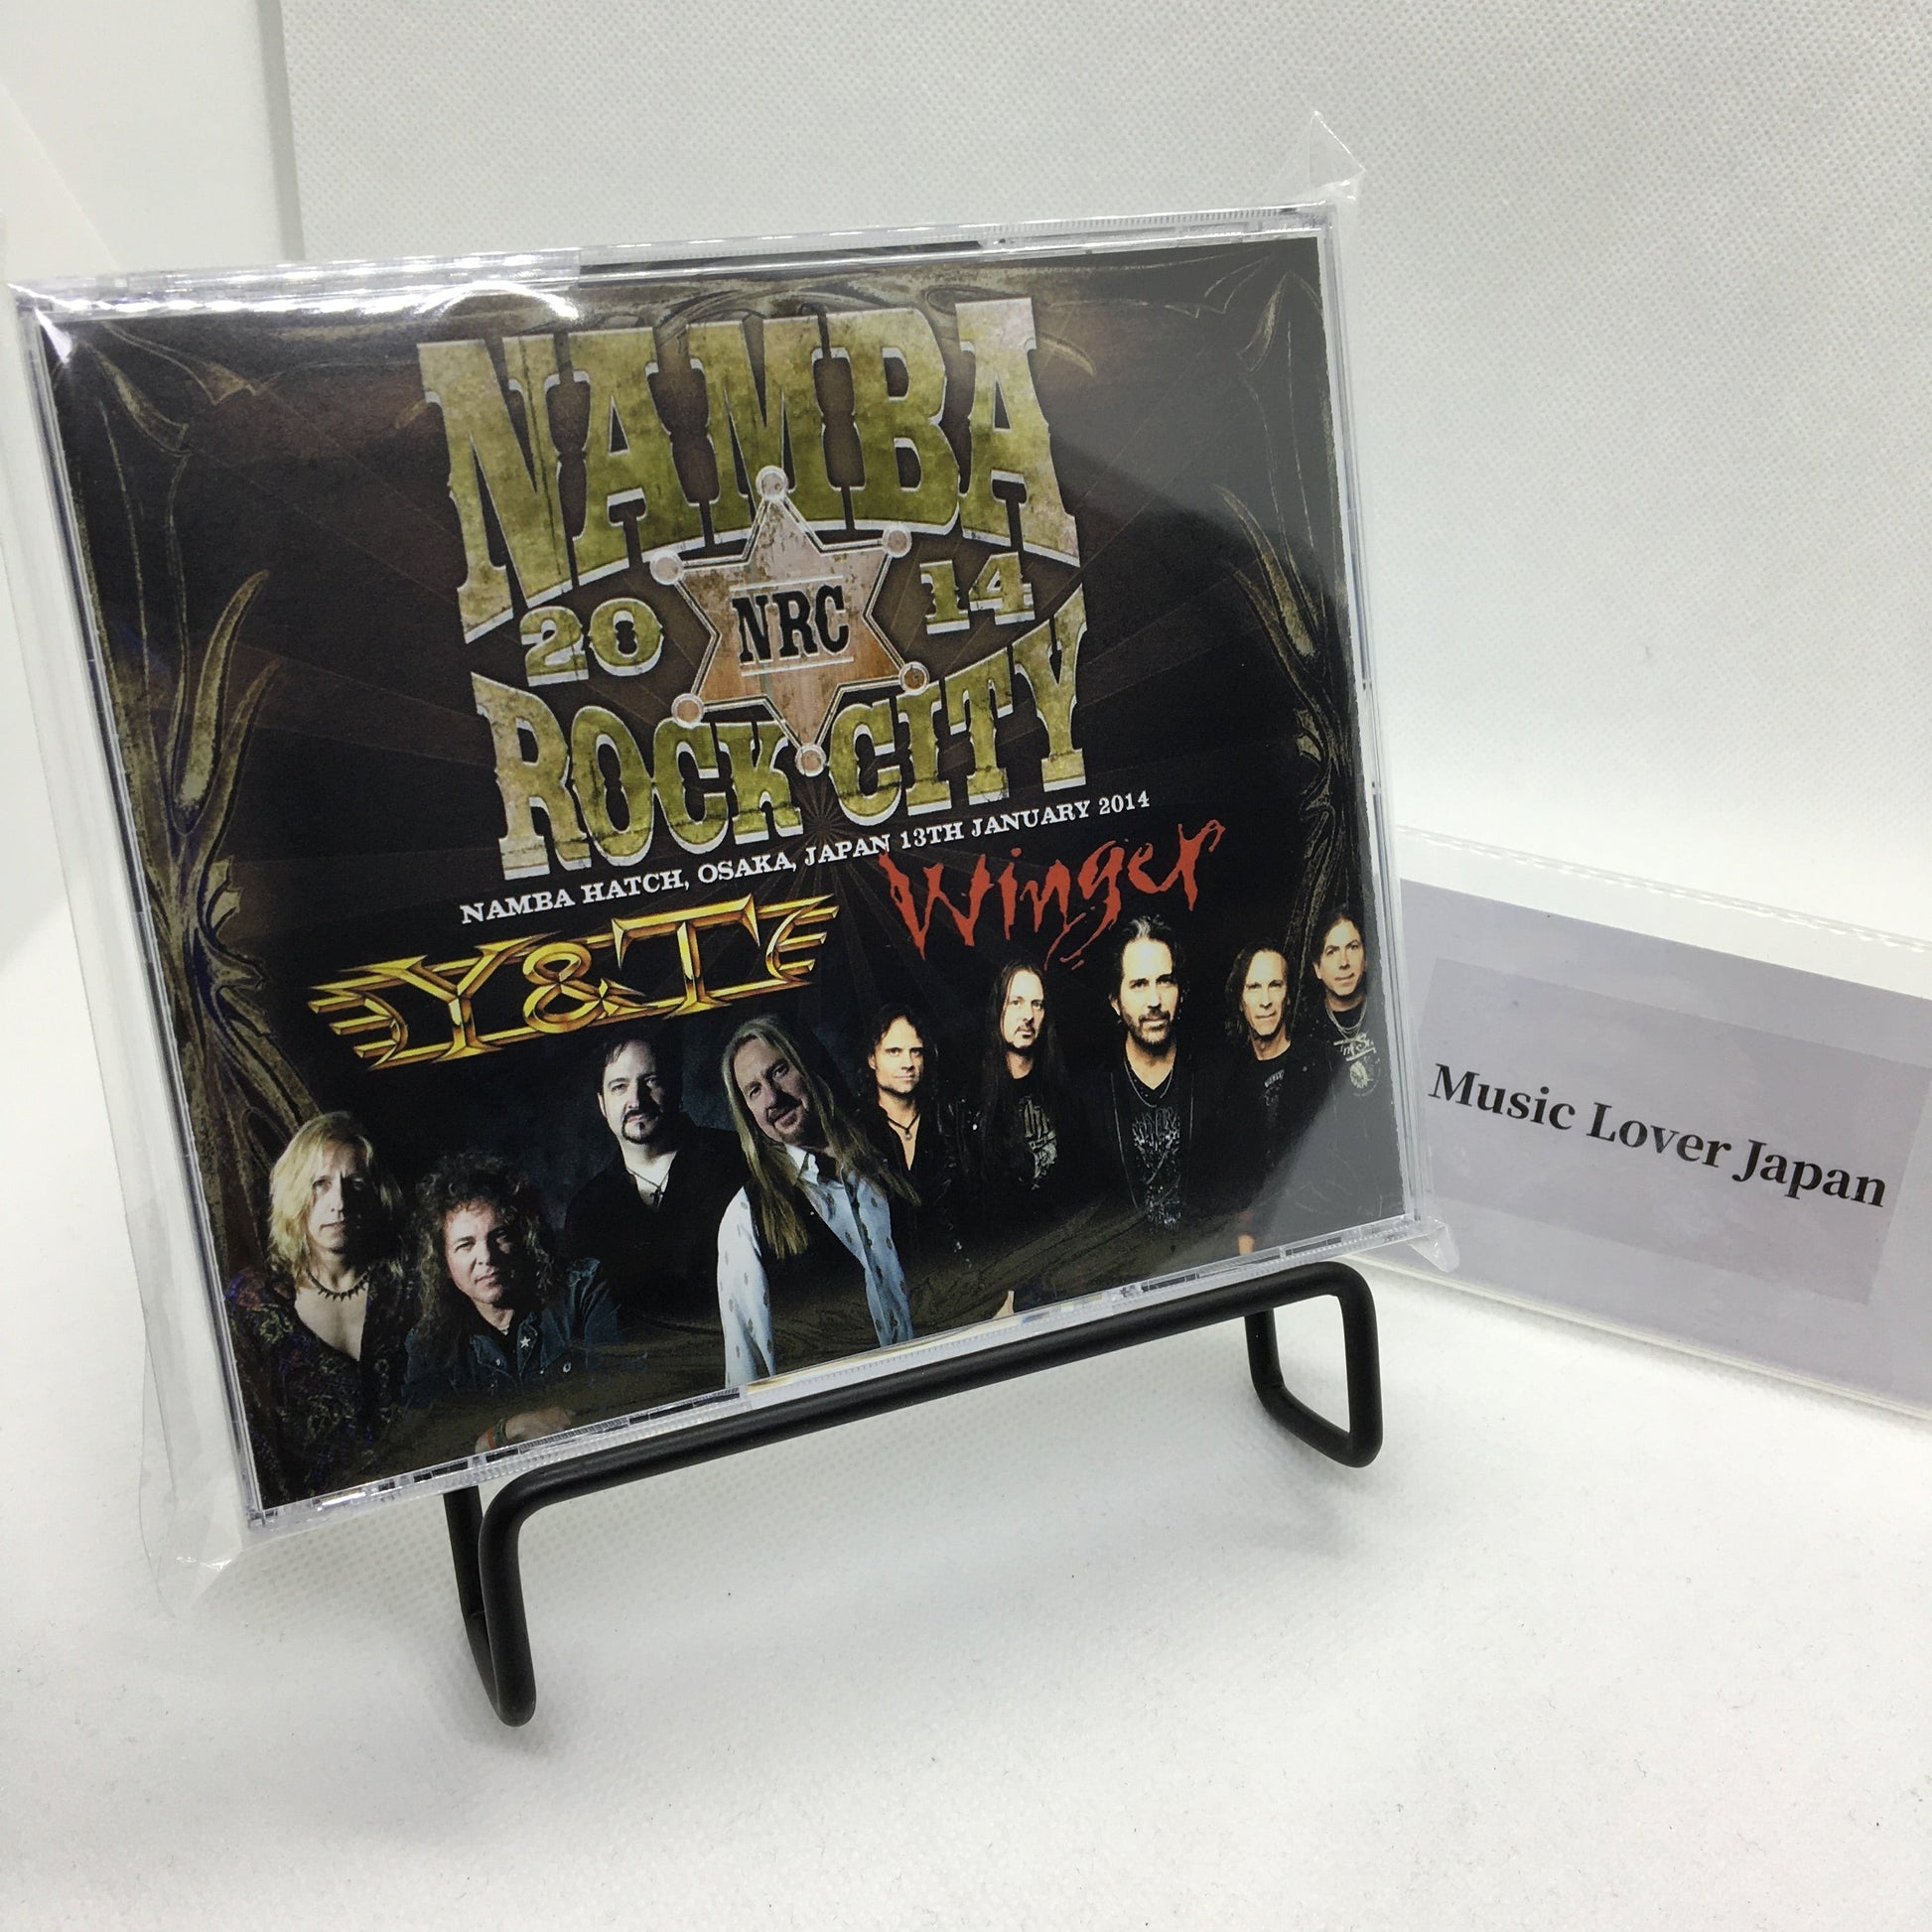 NAMBA
20 NRC 14
ROCK CITY
NAMBA HATCH, OSAKA, JAPAN 13TH JANUARY 2014
Y&T
Winger
Music Lover Japan